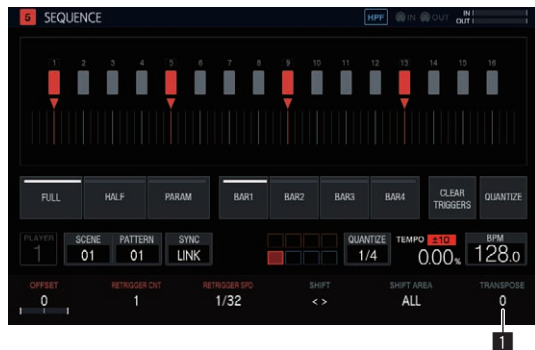 5 SEQUENCE HPF IN OUT IN OUT
1 2 3 4 5 6 7 8 9 10 11 12 13 14 15 16
FULL HALF PARAM BAR1 BAR2 BAR3 BAR4 CLEAR TRIGGERS QUANTIZE
PLAYER 1 SCENE 01 PATTERN 01 SYNC LINK QUANTIZE 1/4 TEMPO ±10 0.00% BPM 128.0
OFFSET RETRIGGER CNT RETRIGGER SPD SHIFT SHIFT AREA TRANSPOSE
0 1 1/32 < > ALL 0
1